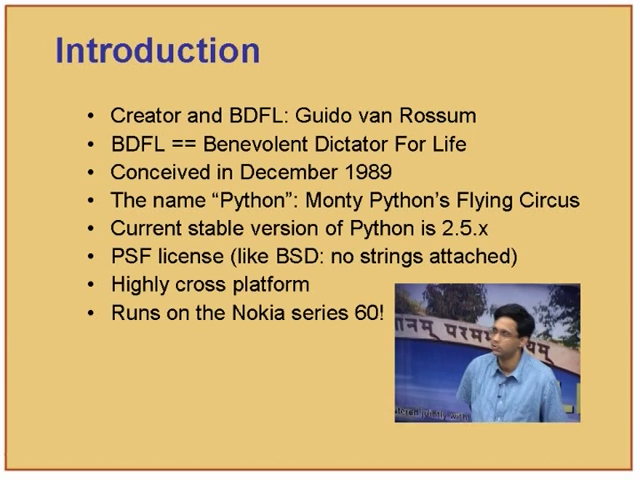 Introduction
• Creator and BDFL: Guido van Rossum
• BDFL == Benevolent Dictator For Life
• Conceived in December 1989
• The name “Python”: Monty Python’s Flying Circus
• Current stable version of Python is 2.5.x
• PSF license (like BSD: no strings attached)
• Highly cross platform
• Runs on the Nokia series 60!